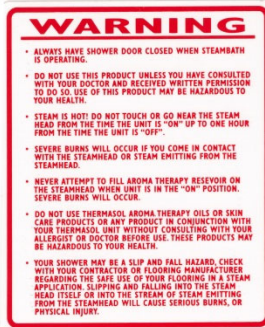 WARNING
• ALWAYS HAVE SHOWER DOOR CLOSED WHEN STEAMBATH
IS OPERATING.
• DO NOT USE THIS PRODUCT UNLESS YOU HAVE CONSULTED
WITH YOUR DOCTOR AND RECEIVED WRITTEN PERMISSION
TO DO SO. USE OF THIS PRODUCT MAY BE HAZARDOUS TO
YOUR HEALTH.
• STEAM IS HOT! DO NOT TOUCH OR GO NEAR THE STEAM
HEAD FROM THE TIME THE UNIT IS "ON" UP TO ONE HOUR
FROM THE TIME THE UNIT IS "OFF".
• SEVERE BURNS WILL OCCUR IF YOU COME IN CONTACT
WITH THE STEAMHEAD OR STEAM EMITTING FROM THE
STEAMHEAD.
• NEVER ATTEMPT TO FILL AROMA THERAPY RESEVOIR ON
THE STEAMHEAD WHEN UNIT IS IN THE "ON" POSITION.
SEVERE BURNS WILL OCCUR.
• DO NOT USE THERMASOL AROMA THERAPY OILS OR SKIN
CARE PRODUCTS OR ANY PRODUCT IN CONJUNCTION WITH
YOUR THERMASOL UNIT WITHOUT CONSULTING WITH YOUR
ALLERGIST OR DOCTOR BEFORE USE. THESE PRODUCTS MAY
BE HAZARDOUS TO YOUR HEALTH.
• YOUR SHOWER MAY BE A SLIP AND FALL HAZARD, CHECK
WITH YOUR CONTRACTOR OR FLOORING MANUFACTURER
REGARDING THE SAFE USE OF YOUR FLOORING IN A STEAM
APPLICATION. SLIPPING AND FALLING INTO THE STEAM
HEAD ITSELF OR INTO THE STREAM OF STEAM EMITTING
FROM THE STEAMHEAD WILL CAUSE SERIOUS BURNS, OR
PHYSICAL INJURY.